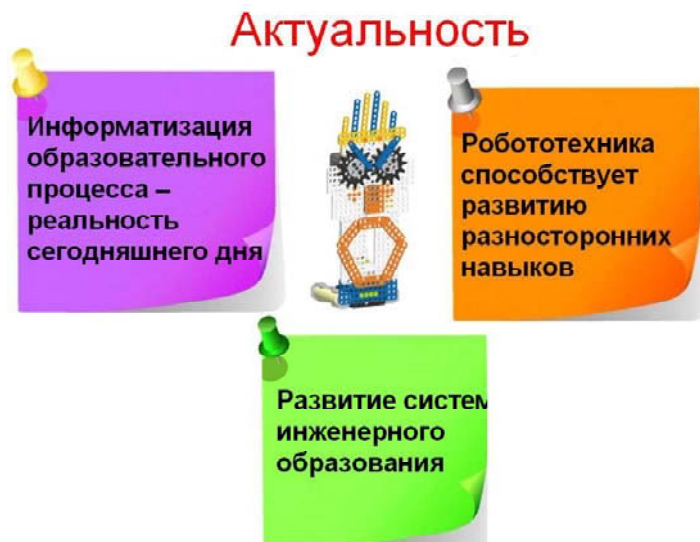 Актуальность
Информатизация
образовательного
процесса –
реальность
сегодняшнего дня
Робототехника
способствует
развитию
разносторонних
навыков
Развитие систем
инженерного
образования